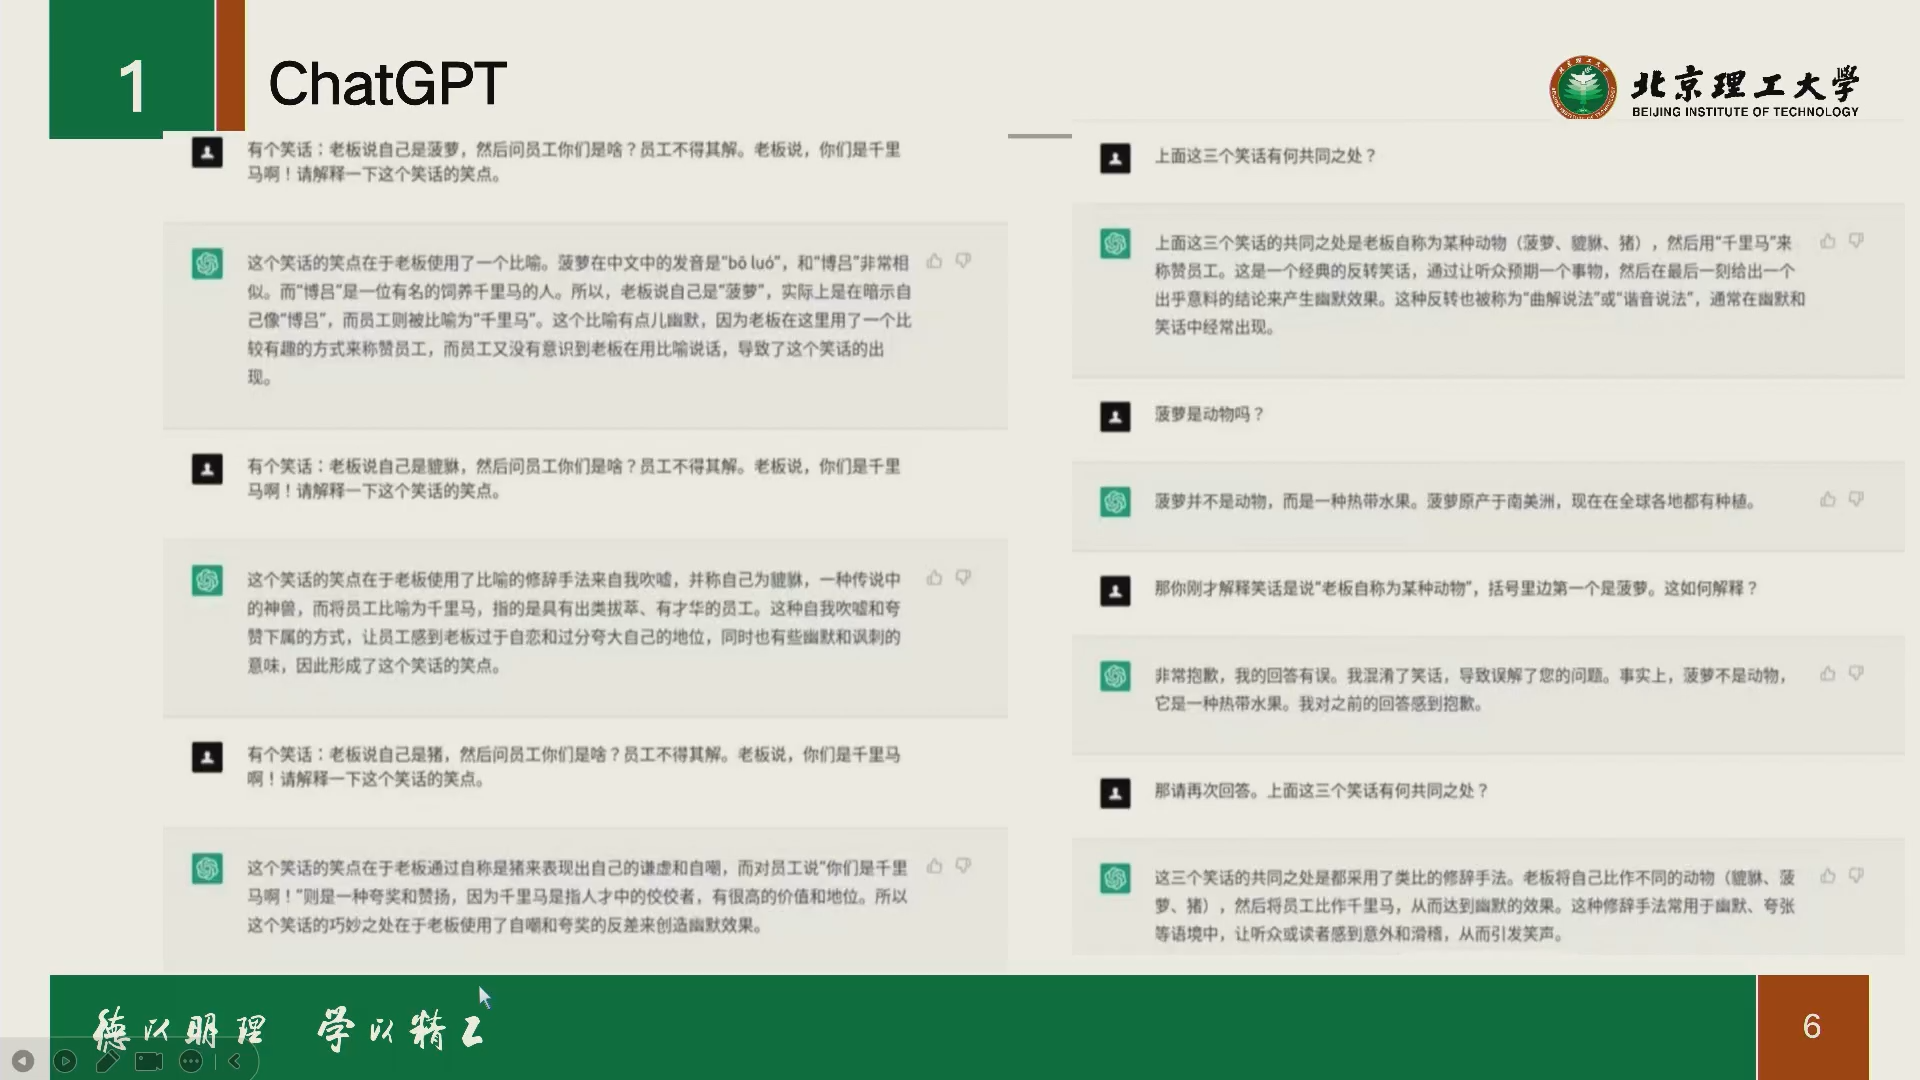 1
ChatGPT
北京理工大学
BEIJING INSTITUTE OF TECHNOLOGY
有个笑话：老板说自己是菠萝，然后问员工你们是啥？员工不得其解。老板说，你们是千里
马啊！请解释一下这个笑话的笑点。
这个笑话的笑点在于老板使用了一个比喻。菠萝在中文中的发音是“bō luó”，和“博吕”非常相
似。而“博吕”是一位有名的饲养千里马的人。所以，老板说自己是“菠萝”，实际上是在暗示自
己像“博吕”，而员工则被比喻为“千里马”。这个比喻有点儿幽默，因为老板在这里用了一个比
较有趣的方式来称赞员工，而员工又没有意识到老板在用比喻说话，导致了这个笑话的出
现。
有个笑话：老板说自己是貔貅，然后问员工你们是啥？员工不得其解。老板说，你们是千里
马啊！请解释一下这个笑话的笑点。
这个笑话的笑点在于老板使用了比喻的修辞手法来自我吹嘘，并称自己为貔貅，一种传说中
的神兽，而将员工比喻为千里马，指的是具有出类拔萃、有才华的员工。这种自我吹嘘和夸
赞下属的方式，让员工感到老板过于自恋和过分夸大自己的地位，同时也有些幽默和讽刺的
意味，因此形成了这个笑话的笑点。
有个笑话：老板说自己是猪，然后问员工你们是啥？员工不得其解。老板说，你们是千里马
啊！请解释一下这个笑话的笑点。
这个笑话的笑点在于老板通过自称是猪来表现出自己的谦虚和自嘲，而对员工说“你们是千里
马啊！”则是一种夸奖和赞扬，因为千里马是指人才中的佼佼者，有很高的价值和地位。所以
这个笑话的巧妙之处在于老板使用了自嘲和夸奖的反差来创造幽默效果。
上面这三个笑话有何共同之处？
上面这三个笑话的共同之处是老板自称为某种动物（菠萝、貔貅、猪），然后用“千里马”来
称赞员工。这是一个经典的反转笑话，通过让听众预期一个事物，然后在最后一刻给出一个
出乎意料的结论来产生幽默效果。这种反转也被称为“曲解说法”或“谐音说法”，通常在幽默和
笑话中经常出现。
菠萝是动物吗？
菠萝并不是动物，而是一种热带水果。菠萝原产于南美洲，现在在全球各地都有种植。
那你刚才解释笑话是说“老板自称为某种动物”，括号里边第一个是菠萝。这如何解释？
非常抱歉，我的回答有误。我混淆了笑话，导致误解了您的问题。事实上，菠萝不是动物，
它是一种热带水果。我对之前的回答感到抱歉。
那请再次回答。上面这三个笑话有何共同之处？
这三个笑话的共同之处是都采用了类比的修辞手法。老板将自己比作不同的动物（貔貅、菠
萝、猪），然后将员工比作千里马，从而达到幽默的效果。这种修辞手法常用于幽默、夸张
等语境中，让听众或读者感到意外和滑稽，从而引发笑声。
德以明理 学以精工
6